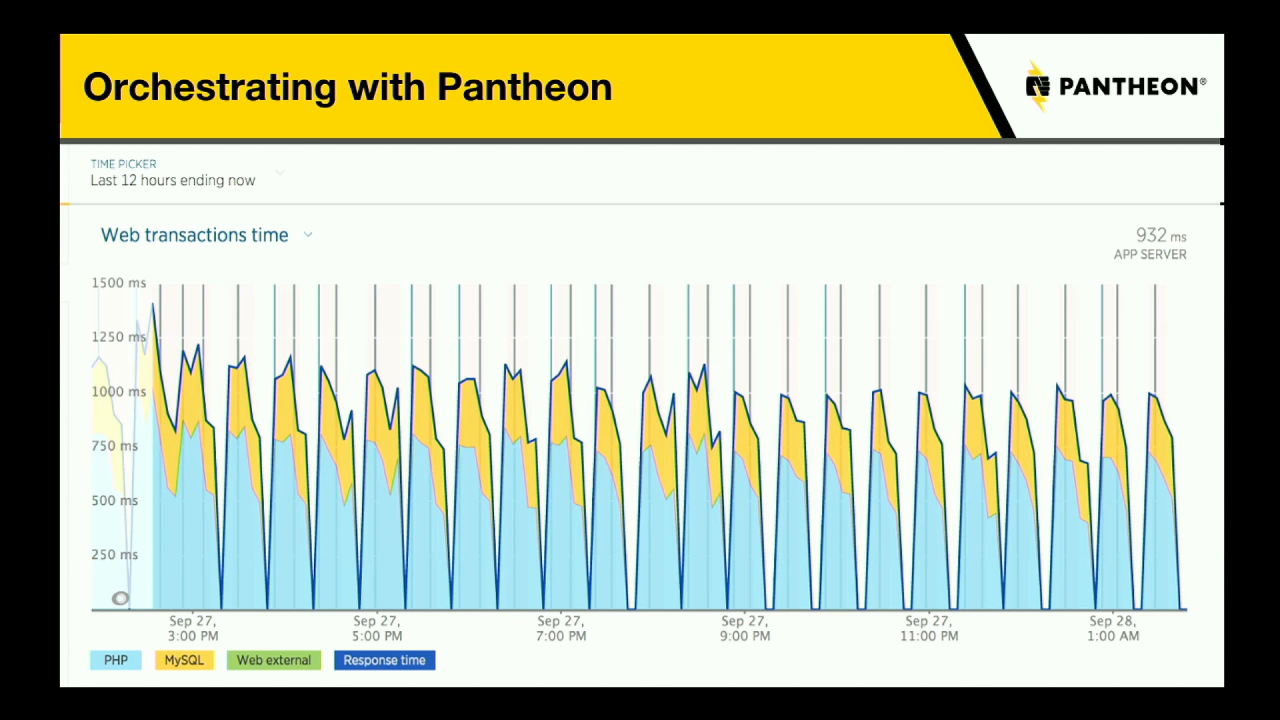 Orchestrating with Pantheon
PANTHEON®
TIME PICKER
Last 12 hours ending now
Web transactions time
932 ms
APP SERVER
1500 ms
1250 ms
1000 ms
750 ms
500 ms
250 ms
Sep 27, 3:00 PM
Sep 27, 5:00 PM
Sep 27, 7:00 PM
Sep 27, 9:00 PM
Sep 27, 11:00 PM
Sep 28, 1:00 AM
PHP
MySQL
Web external
Response time